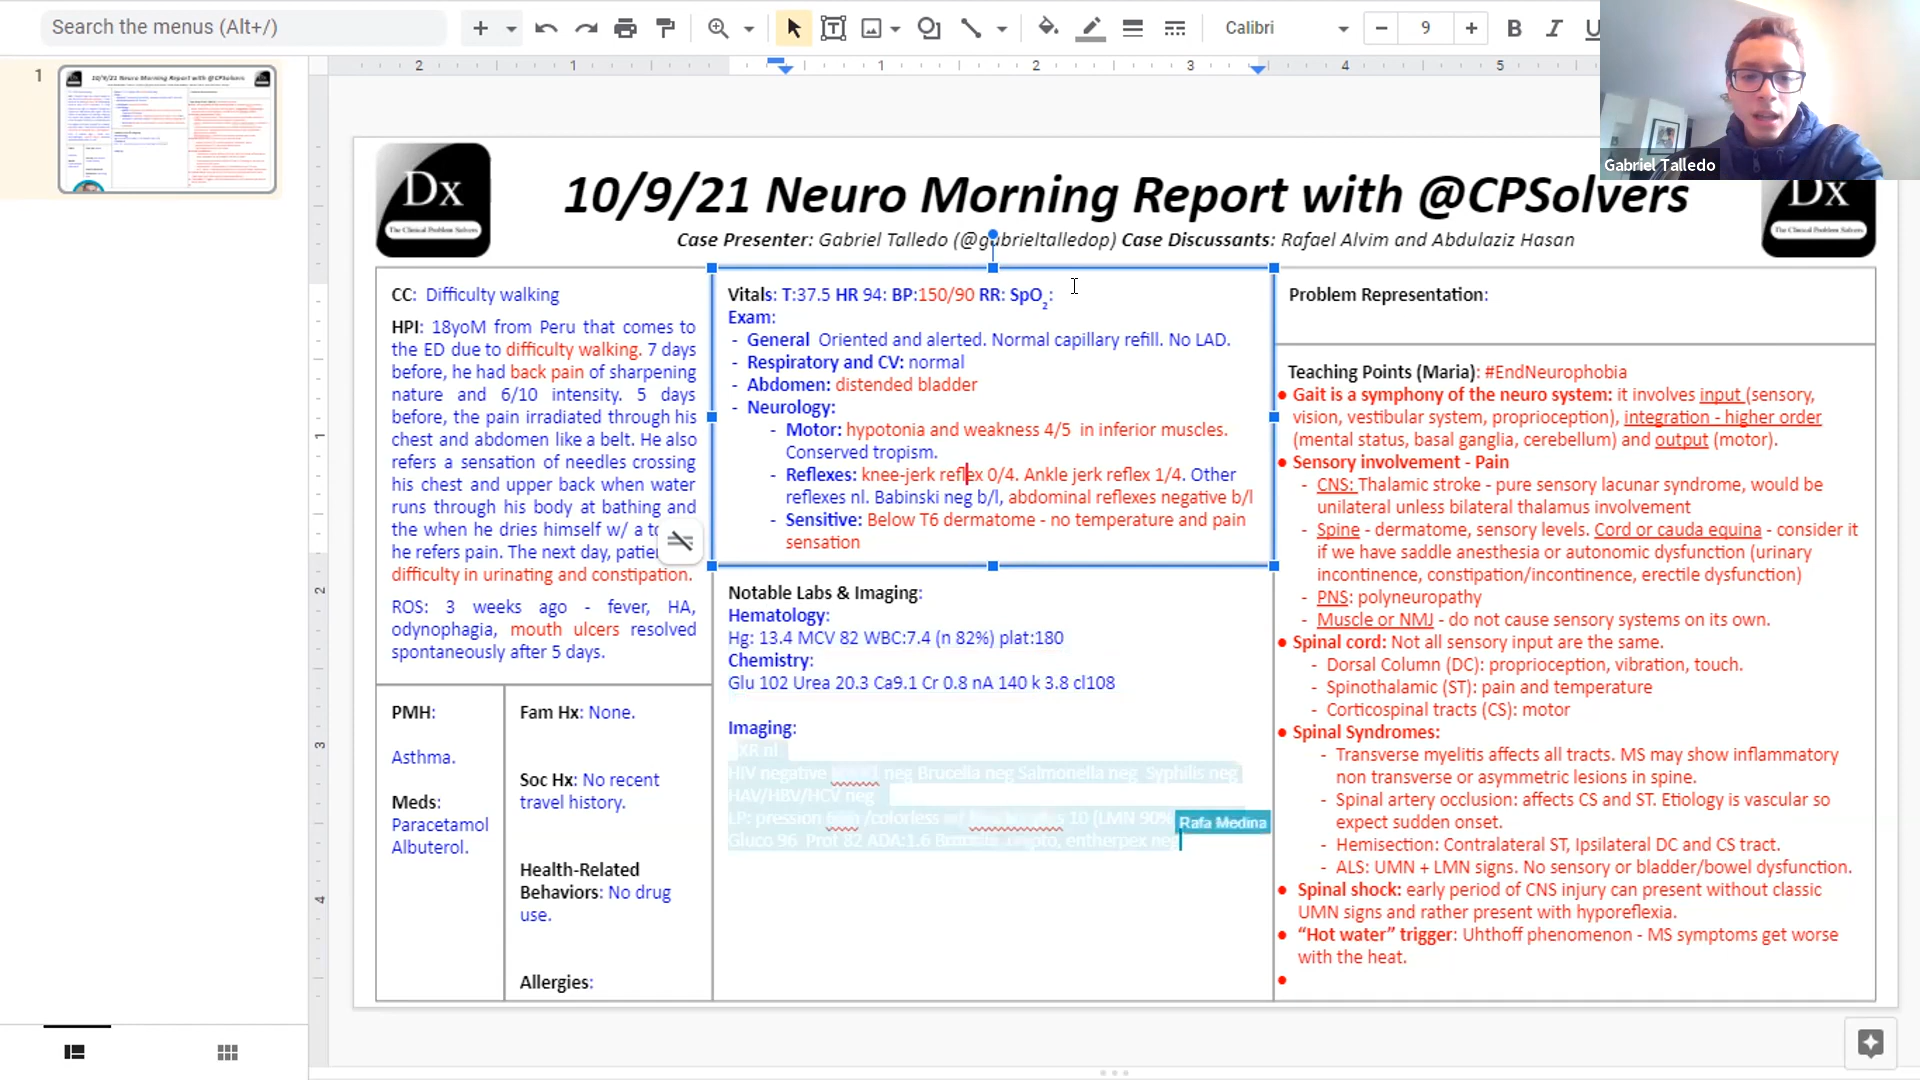 Search the menus (Alt+/)
Calibri
9
B I U
2 1 1 2 3 4 5
1
Gabriel Talledo
Dx
The Clinical Problem Solvers
10/9/21 Neuro Morning Report with @CPSolvers
Case Presenter: Gabriel Talledo (@gabrieltalledop) Case Discussants: Rafael Alvim and Abdulaziz Hasan
Dx
The Clinical Problem Solvers
CC: Difficulty walking
HPI: 18yoM from Peru that comes to
the ED due to difficulty walking. 7 days
before, he had back pain of sharpening
nature and 6/10 intensity. 5 days
before, the pain irradiated through his
chest and abdomen like a belt. He also
refers a sensation of needles crossing
his chest and upper back when water
runs through his body at bathing and
the when he dries himself w/ a
he refers pain. The next day,
difficulty in urinating and constipation.
ROS: 3 weeks ago - fever, HA,
odynophagia, mouth ulcers resolved
spontaneously after 5 days.
PMH:
Asthma.
Meds:
Paracetamol
Albuterol.
Fam Hx: None.
Soc Hx: No recent
travel history.
Health-Related
Behaviors: No drug
use.
Allergies:
Vitals: T:37.5 HR 94: BP:150/90 RR: SpO2:
Exam:
- General Oriented and alerted. Normal capillary refill. No LAD.
- Respiratory and CV: normal
- Abdomen: distended bladder
- Neurology:
- Motor: hypotonia and weakness 4/5 in inferior muscles.
Conserved tropism.
- Reflexes: knee-jerk reflex 0/4. Ankle jerk reflex 1/4. Other
reflexes nl. Babinski neg b/l, abdominal reflexes negative b/l
- Sensitive: Below T6 dermatome - no temperature and pain
sensation
Notable Labs & Imaging:
Hematology:
Hg: 13.4 MCV 82 WBC:7.4 (n 82%) plat:180
Chemistry:
Glu 102 Urea 20.3 Ca9.1 Cr 0.8 nA 140 k 3.8 cl108
Imaging:
nl
HIV negative neg Brucella neg Salmonella neg Syphilis neg
HAV/HBV/HCV neg
LP: pression /colorless 10 (LMN 90%
Rafa Medina
Gluco 96 Prot 82 ADA:1.6 entherpex neg
Problem Representation:
Teaching Points (Maria): #EndNeurophobia
● Gait is a symphony of the neuro system: it involves input (sensory,
vision, vestibular system, proprioception), integration - higher order
(mental status, basal ganglia, cerebellum) and output (motor).
● Sensory involvement - Pain
- CNS: Thalamic stroke - pure sensory lacunar syndrome, would be
unilateral unless bilateral thalamus involvement
- Spine - dermatome, sensory levels. Cord or cauda equina - consider it
if we have saddle anesthesia or autonomic dysfunction (urinary
incontinence, constipation/incontinence, erectile dysfunction)
- PNS: polyneuropathy
- Muscle or NMJ - do not cause sensory systems on its own.
● Spinal cord: Not all sensory input are the same.
- Dorsal Column (DC): proprioception, vibration, touch.
- Spinothalamic (ST): pain and temperature
- Corticospinal tracts (CS): motor
● Spinal Syndromes:
- Transverse myelitis affects all tracts. MS may show inflammatory
non transverse or asymmetric lesions in spine.
- Spinal artery occlusion: affects CS and ST. Etiology is vascular so
expect sudden onset.
- Hemisection: Contralateral ST, Ipsilateral DC and CS tract.
- ALS: UMN + LMN signs. No sensory or bladder/bowel dysfunction.
● Spinal shock: early period of CNS injury can present without classic
UMN signs and rather present with hyporeflexia.
● “Hot water” trigger: Uhthoff phenomenon - MS symptoms get worse
with the heat.
●
1
2
3
4